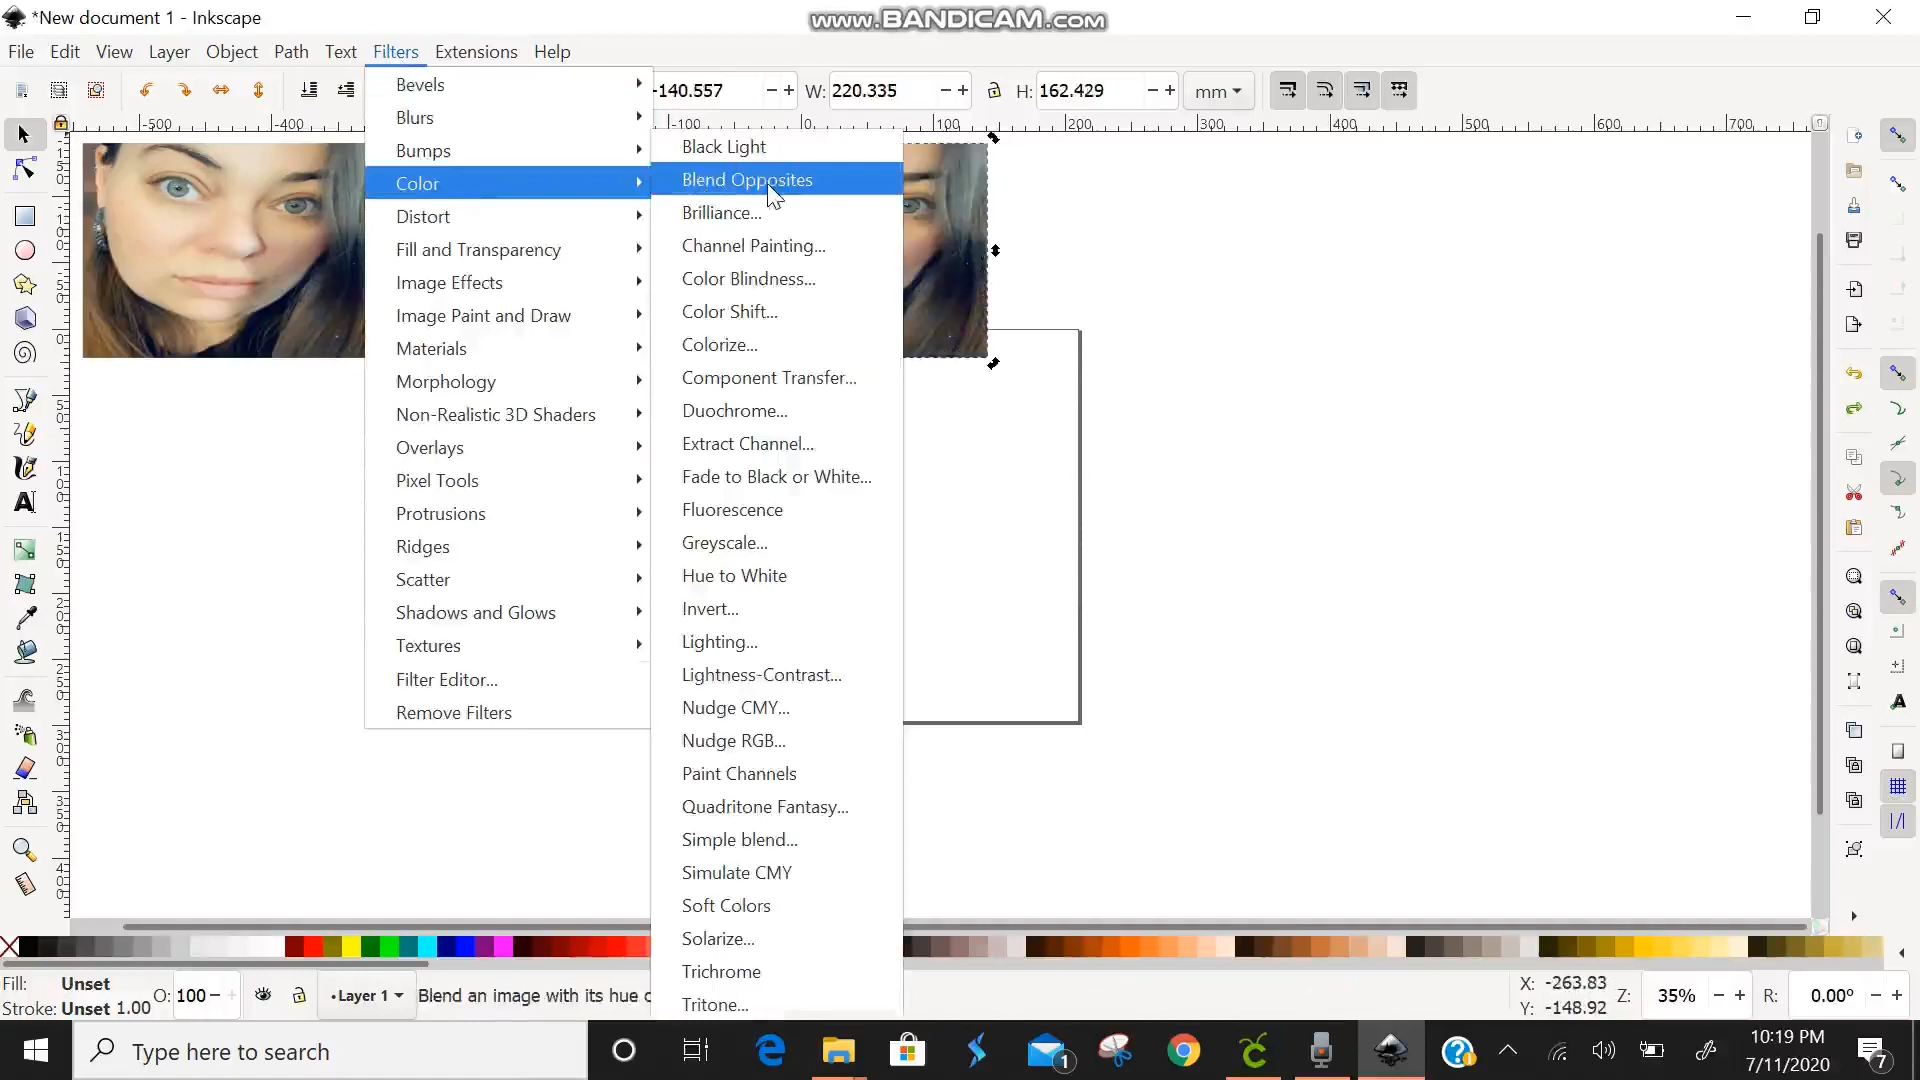 *New document 1 - Inkscape
www.BANDICAM.com
File Edit View Layer Object Path Text Filters Extensions Help
-140.557 W: 220.335 H: 162.429 mm
-500 -400 -100 0 100 200 300 400 500 600 700
Bevels
Blurs
Bumps
Color
Distort
Fill and Transparency
Image Effects
Image Paint and Draw
Materials
Morphology
Non-Realistic 3D Shaders
Overlays
Pixel Tools
Protrusions
Ridges
Scatter
Shadows and Glows
Textures
Filter Editor...
Remove Filters
Black Light
Blend Opposites
Brilliance...
Channel Painting...
Color Blindness...
Color Shift...
Colorize...
Component Transfer...
Duochrome...
Extract Channel...
Fade to Black or White...
Fluorescence
Greyscale...
Hue to White
Invert...
Lighting...
Lightness-Contrast...
Nudge CMY...
Nudge RGB...
Paint Channels
Quadritone Fantasy...
Simple blend...
Simulate CMY
Soft Colors
Solarize...
Trichrome
Tritone...
Fill: Unset
Stroke: Unset 1.00
O: 100
•Layer 1
Blend an image with its hue
X: -263.83
Y: -148.92
Z: 35%
R: 0.00°
Type here to search
1
10:19 PM
7/11/2020
7